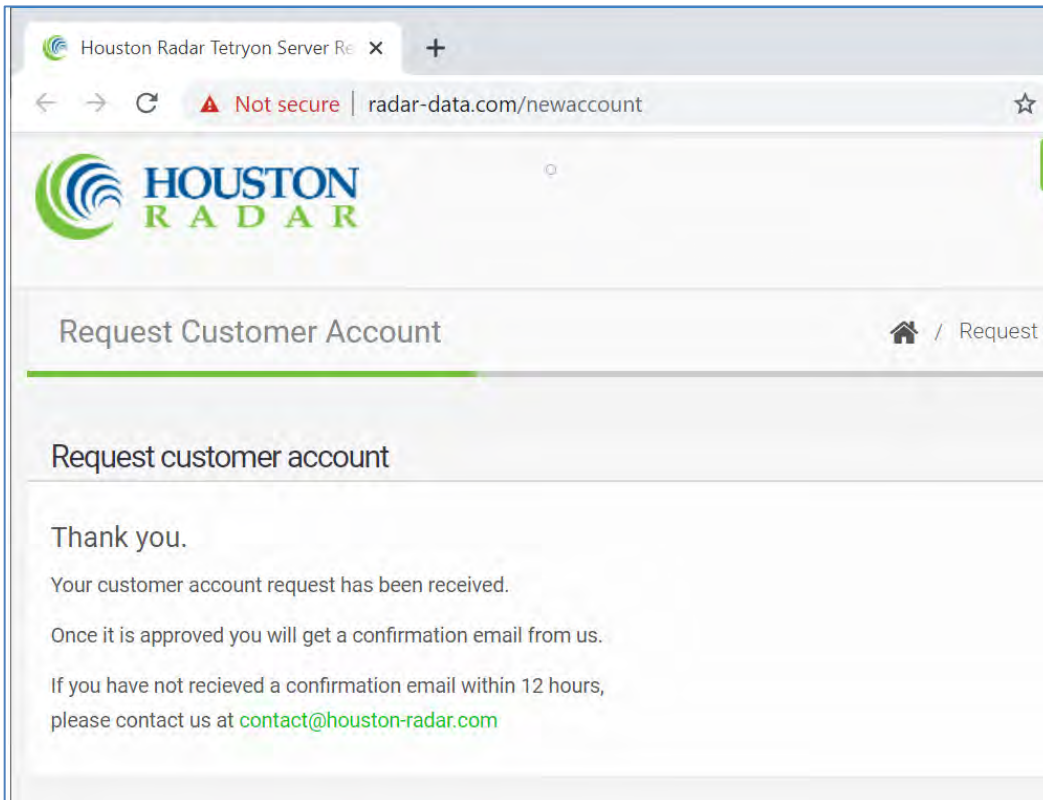 Houston Radar Tetryon Server Re
Not secure | radar-data.com/newaccount
HOUSTON
RADAR
Request Customer Account
/ Request
Request customer account
Thank you.
Your customer account request has been received.
Once it is approved you will get a confirmation email from us.
If you have not recieved a confirmation email within 12 hours,
please contact us at contact@houston-radar.com